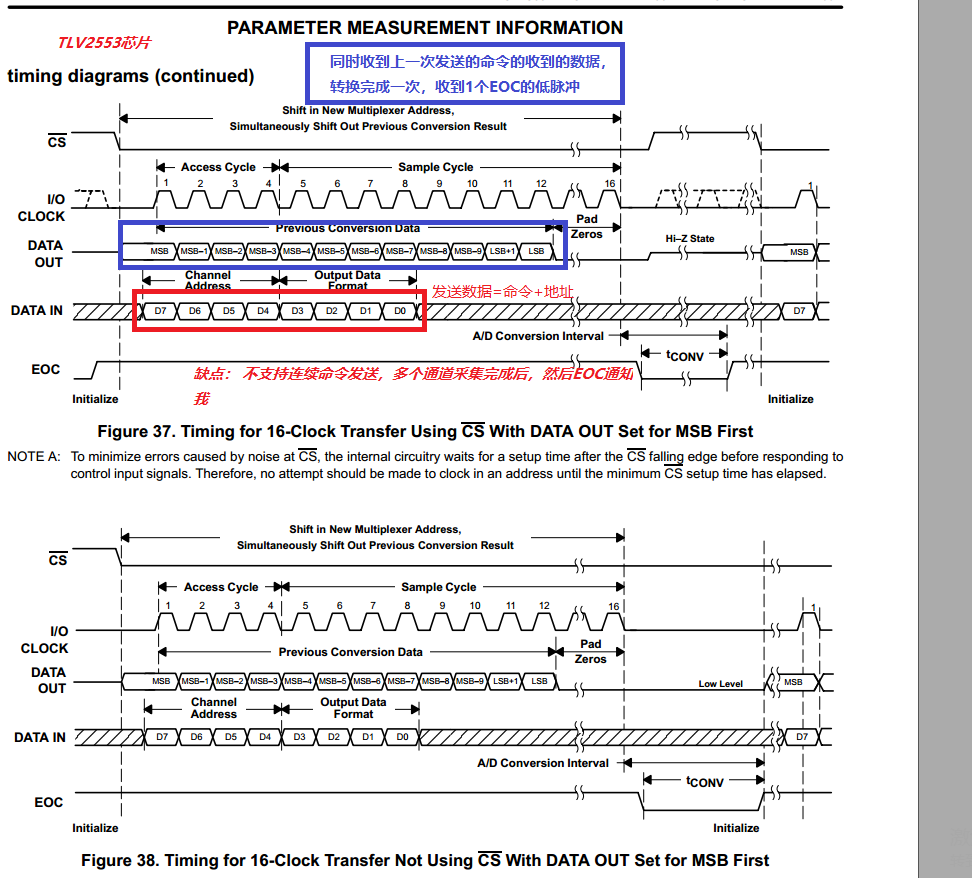 PARAMETER MEASUREMENT INFORMATION
TLV2553芯片
同时收到上一次发送的命令的收到的数据，
转换完成一次，收到1个EOC的低脉冲
timing diagrams (continued)
Shift in New Multiplexer Address,
Simultaneously Shift Out Previous Conversion Result
CS
Access Cycle
Sample Cycle
I/O
CLOCK
1 2 3 4 5 6 7 8 9 10 11 12 16 1
Previous Conversion Data
Pad
Zeros
DATA
OUT
MSB MSB–1 MSB–2 MSB–3 MSB–4 MSB–5 MSB–6 MSB–7 MSB–8 MSB–9 LSB+1 LSB
Hi–Z State
MSB
Channel
Address
Output Data
Format
发送数据=命令+地址
DATA IN
D7 D6 D5 D4 D3 D2 D1 D0 D7
A/D Conversion Interval
tCONV
EOC
缺点： 不支持连续命令发送，多个通道采集完成后，然后EOC通知
我
Initialize Initialize
Figure 37. Timing for 16-Clock Transfer Using CS With DATA OUT Set for MSB First
NOTE A: To minimize errors caused by noise at CS, the internal circuitry waits for a setup time after the CS falling edge before responding to
control input signals. Therefore, no attempt should be made to clock in an address until the minimum CS setup time has elapsed.
Shift in New Multiplexer Address,
Simultaneously Shift Out Previous Conversion Result
CS
Access Cycle
Sample Cycle
I/O
CLOCK
1 2 3 4 5 6 7 8 9 10 11 12 16 1
Previous Conversion Data
Pad
Zeros
DATA
OUT
MSB MSB–1 MSB–2 MSB–3 MSB–4 MSB–5 MSB–6 MSB–7 MSB–8 MSB–9 LSB+1 LSB
Low Level
MSB
Channel
Address
Output Data
Format
DATA IN
D7 D6 D5 D4 D3 D2 D1 D0 D7
A/D Conversion Interval
tCONV
EOC
Initialize Initialize
Figure 38. Timing for 16-Clock Transfer Not Using CS With DATA OUT Set for MSB First